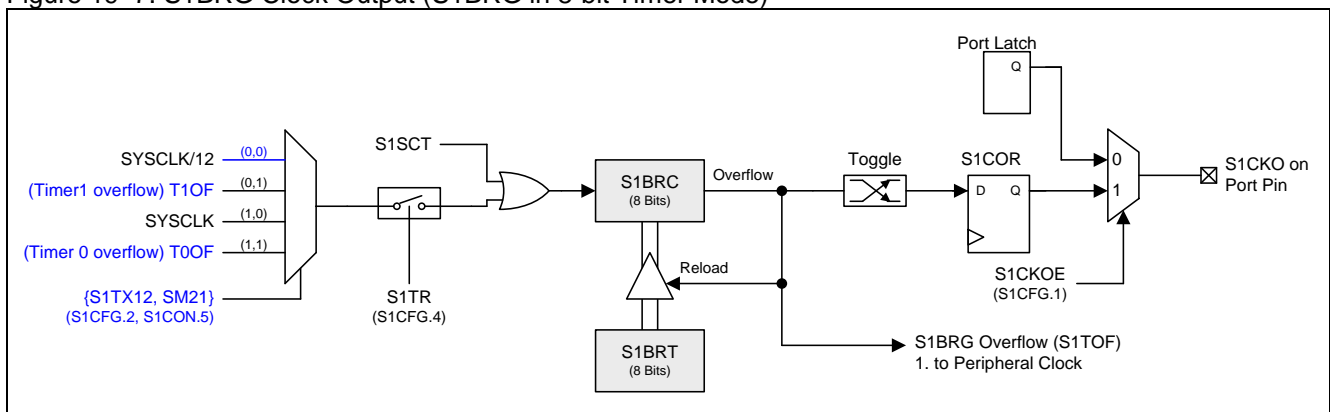 Figure 18-7. S1BRG Clock Output (S1BRG in 8-bit Timer Mode)
Port Latch
Q
SYSCLK/12
(0,0)
(Timer1 overflow) T1OF
(0,1)
SYSCLK
(1,0)
(Timer 0 overflow) T0OF
(1,1)
{S1TX12, SM21}
(S1CFG.2, S1CON.5)
S1SCT
S1TR
(S1CFG.4)
S1BRC
(8 Bits)
Overflow
Reload
S1BRT
(8 Bits)
Toggle
S1COR
D
Q
0
1
S1CKOE
(S1CFG.1)
S1CKO on
Port Pin
S1BRG Overflow (S1TOF)
1. to Peripheral Clock